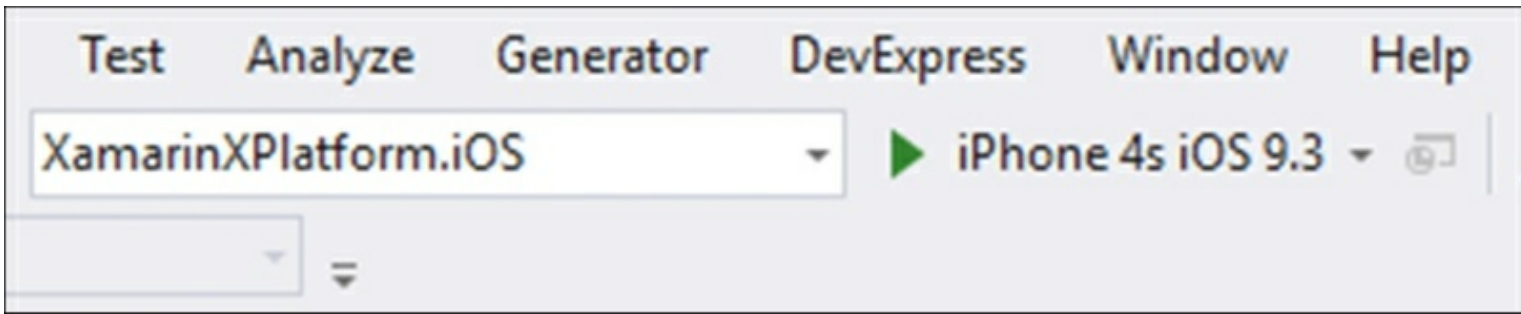 Test Analyze Generator DevExpress Window Help
XamarinXPlatform.iOS iPhone 4s iOS 9.3